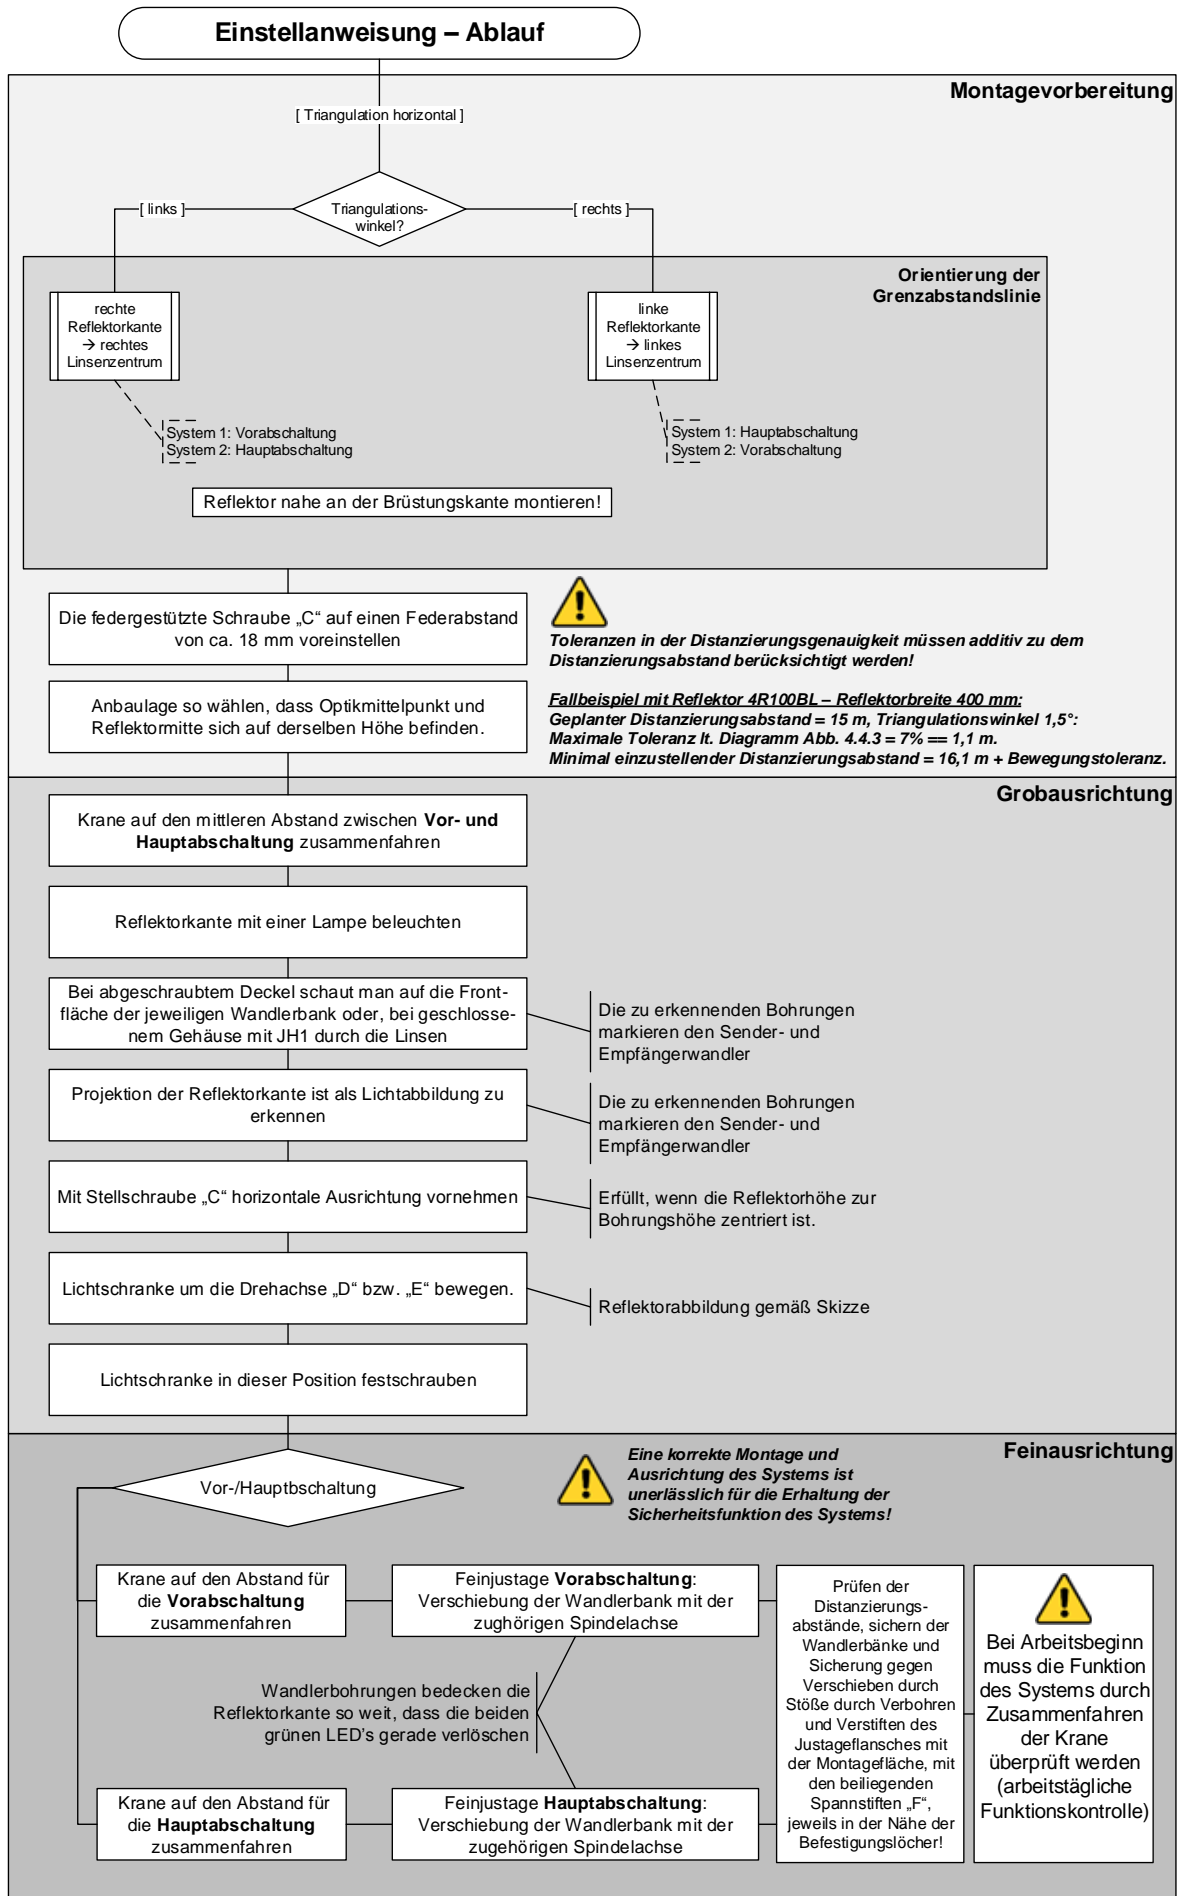 Einstellanweisung – Ablauf
Montagevorbereitung
[ Triangulation horizontal ]
[ links ]
Triangulations-
winkel?
[ rechts ]
Orientierung der
Grenzabstandslinie
rechte
Reflektorkante
→ rechtes
Linsenzentrum
linke
Reflektorkante
→ linkes
Linsenzentrum
System 1: Vorabschaltung
System 2: Hauptabschaltung
System 1: Hauptabschaltung
System 2: Vorabschaltung
Reflektor nahe an der Brüstungskante montieren!
Die federgestützte Schraube „C“ auf einen Federabstand
von ca. 18 mm voreinstellen
Toleranzen in der Distanzierungsgenauigkeit müssen additiv zu dem
Distanzierungsabstand berücksichtigt werden!
Anbaulage so wählen, dass Optikmittelpunkt und
Reflektormitte sich auf derselben Höhe befinden.
Fallbeispiel mit Reflektor 4R100BL – Reflektorbreite 400 mm:
Geplanter Distanzierungsabstand = 15 m, Triangulationswinkel 1,5°:
Maximale Toleranz lt. Diagramm Abb. 4.4.3 = 7% == 1,1 m.
Minimal einzustellender Distanzierungsabstand = 16,1 m + Bewegungstoleranz.
Grobausrichtung
Krane auf den mittleren Abstand zwischen Vor- und
Hauptabschaltung zusammenfahren
Reflektorkante mit einer Lampe beleuchten
Bei abgeschraubtem Deckel schaut man auf die Front-
fläche der jeweiligen Wandlerbank oder, bei geschlosse-
nem Gehäuse mit JH1 durch die Linsen
Die zu erkennenden Bohrungen
markieren den Sender- und
Empfängerwandler
Projektion der Reflektorkante ist als Lichtabbildung zu
erkennen
Die zu erkennenden Bohrungen
markieren den Sender- und
Empfängerwandler
Mit Stellschraube „C“ horizontale Ausrichtung vornehmen
Erfüllt, wenn die Reflektorhöhe zur
Bohrungshöhe zentriert ist.
Lichtschranke um die Drehachse „D“ bzw. „E“ bewegen.
Reflektorabbildung gemäß Skizze
Lichtschranke in dieser Position festschrauben
Feinausrichtung
Vor-/Hauptbschaltung
Eine korrekte Montage und
Ausrichtung des Systems ist
unerlässlich für die Erhaltung der
Sicherheitsfunktion des Systems!
Krane auf den Abstand für
die Vorabschaltung
zusammenfahren
Feinjustage Vorabschaltung:
Verschiebung der Wandlerbank mit der
zughörigen Spindelachse
Wandlerbohrungen bedecken die
Reflektorkante so weit, dass die beiden
grünen LED's gerade verlöschen
Krane auf den Abstand für
die Hauptabschaltung
zusammenfahren
Feinjustage Hauptabschaltung:
Verschiebung der Wandlerbank mit der
zugehörigen Spindelachse
Prüfen der
Distanzierungs-
abstände, sichern der
Wandlerbänke und
Sicherung gegen
Verschieben durch
Stöße durch Verbohren
und Verstiften des
Justageflansches mit
der Montagefläche, mit
den beiliegenden
Spannstiften „F“,
jeweils in der Nähe der
Befestigungslöcher!
Bei Arbeitsbeginn
muss die Funktion
des Systems durch
Zusammenfahren
der Krane
überprüft werden
(arbeitstägliche
Funktionskontrolle)